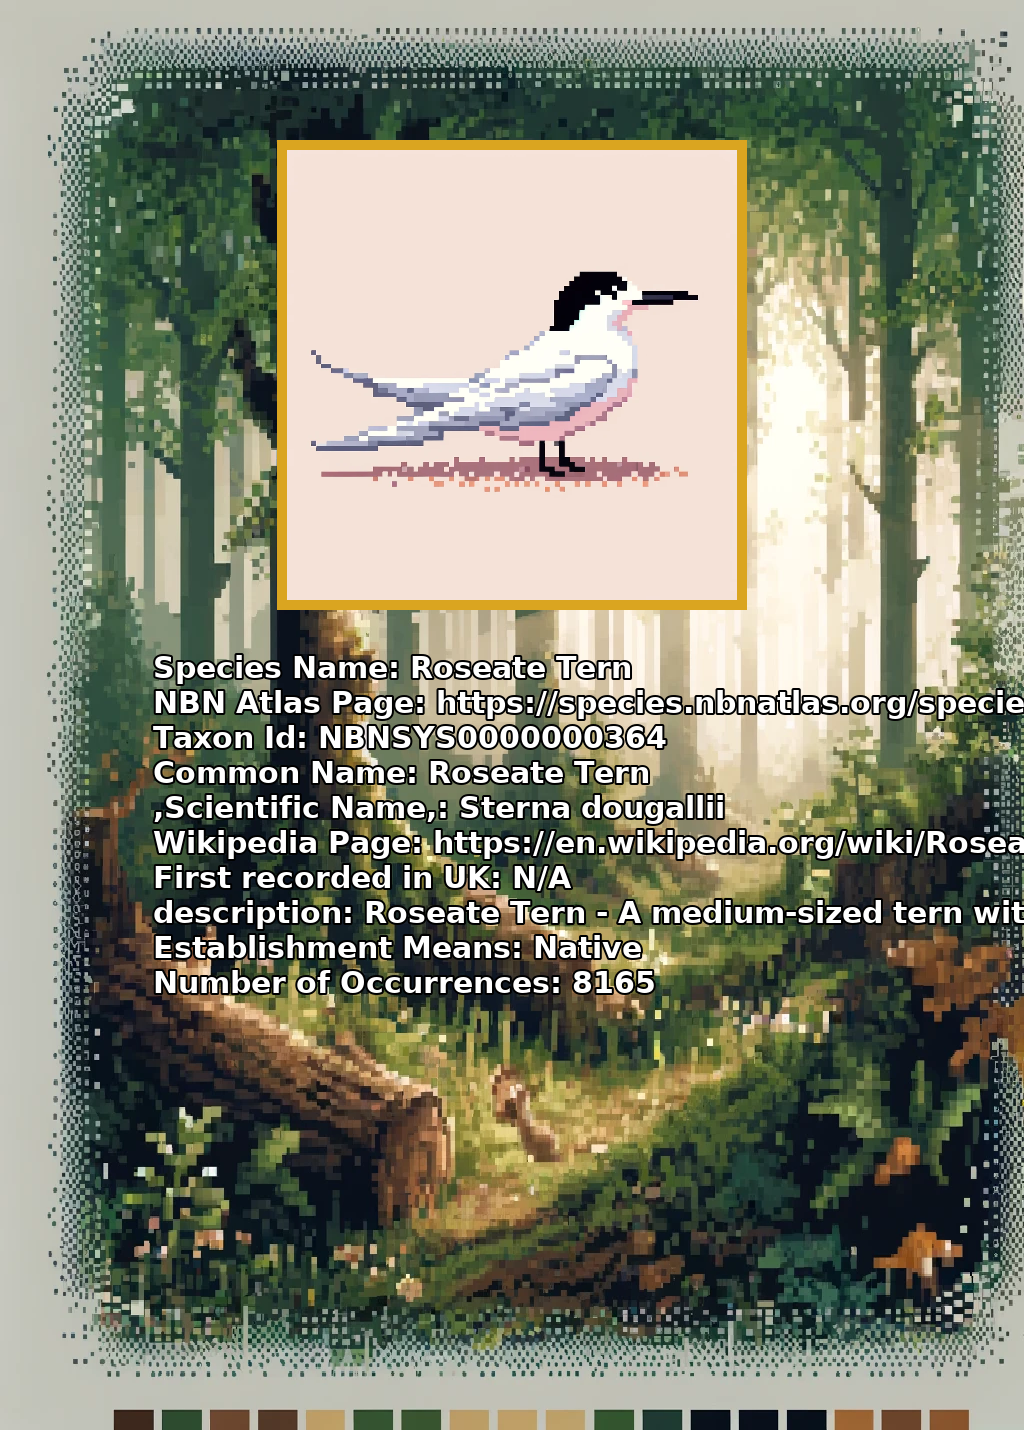 Species Name: Roseate Tern
NBN Atlas Page: https://species.nbnatlas.org/specie
Taxon Id: NBNSYS0000000364
Common Name: Roseate Tern
,Scientific Name,: Sterna dougallii
Wikipedia Page: https://en.wikipedia.org/wiki/Rosea
First recorded in UK: N/A
description: Roseate Tern - A medium-sized tern wit
Establishment Means: Native
Number of Occurrences: 8165